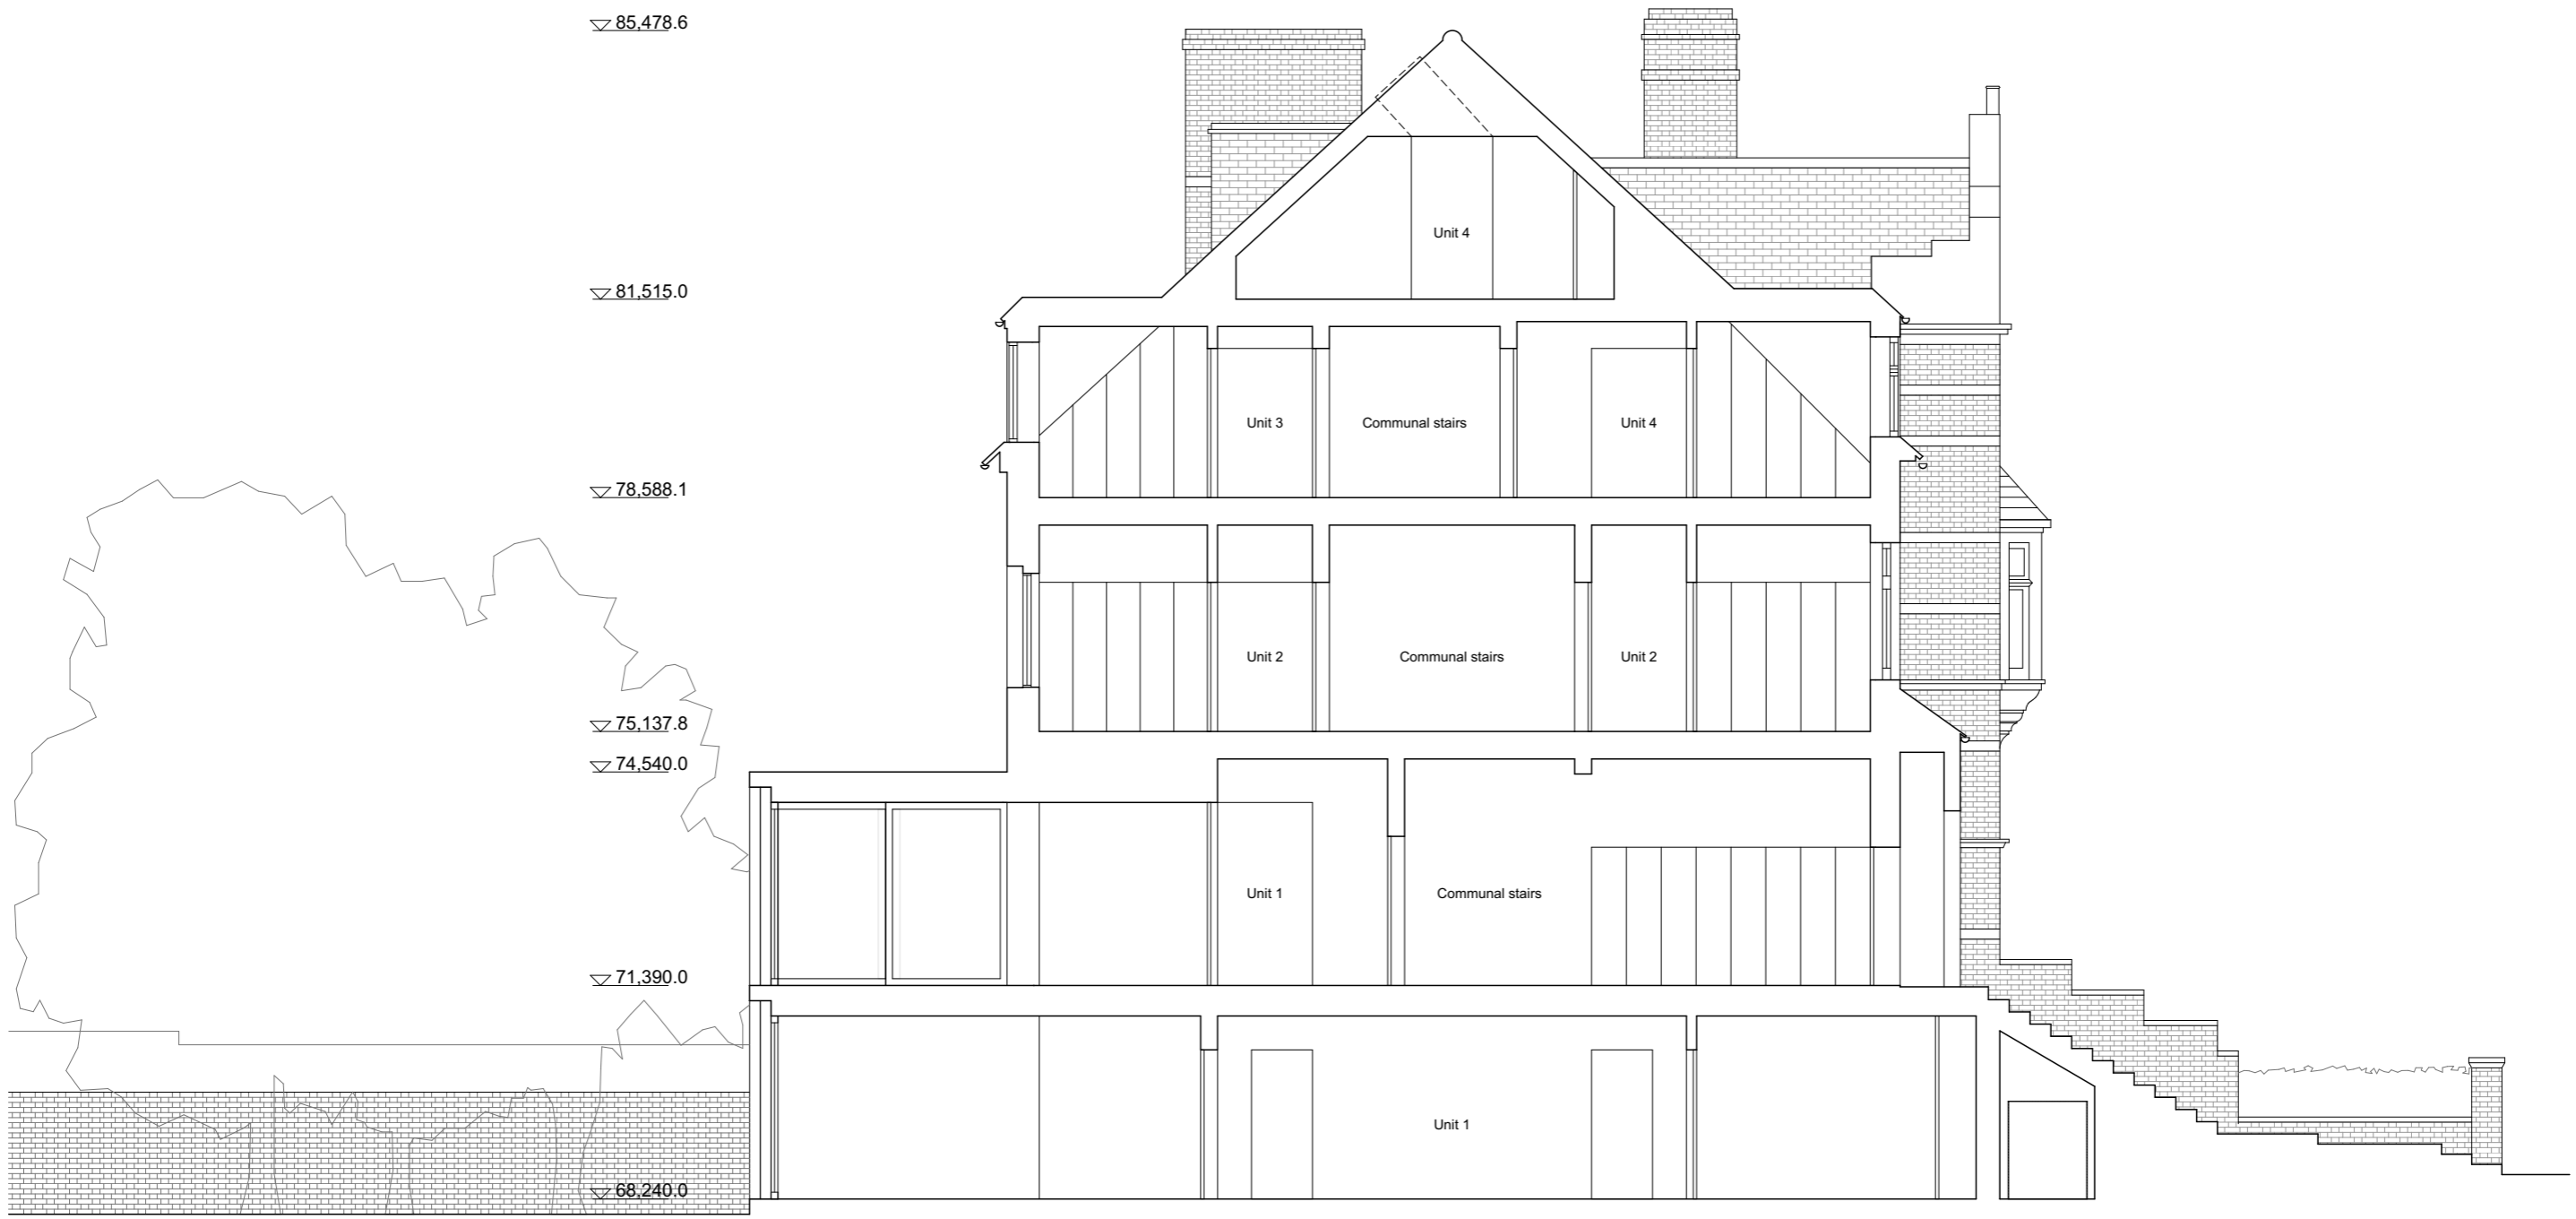 85,478.6
Unit 4
81,515.0
Unit 3
Communal stairs
Unit 4
78,588.1
Unit 2
Communal stairs
Unit 2
75,137.8
74,540.0
Unit 1
Communal stairs
71,390.0
Unit 1
68,240.0